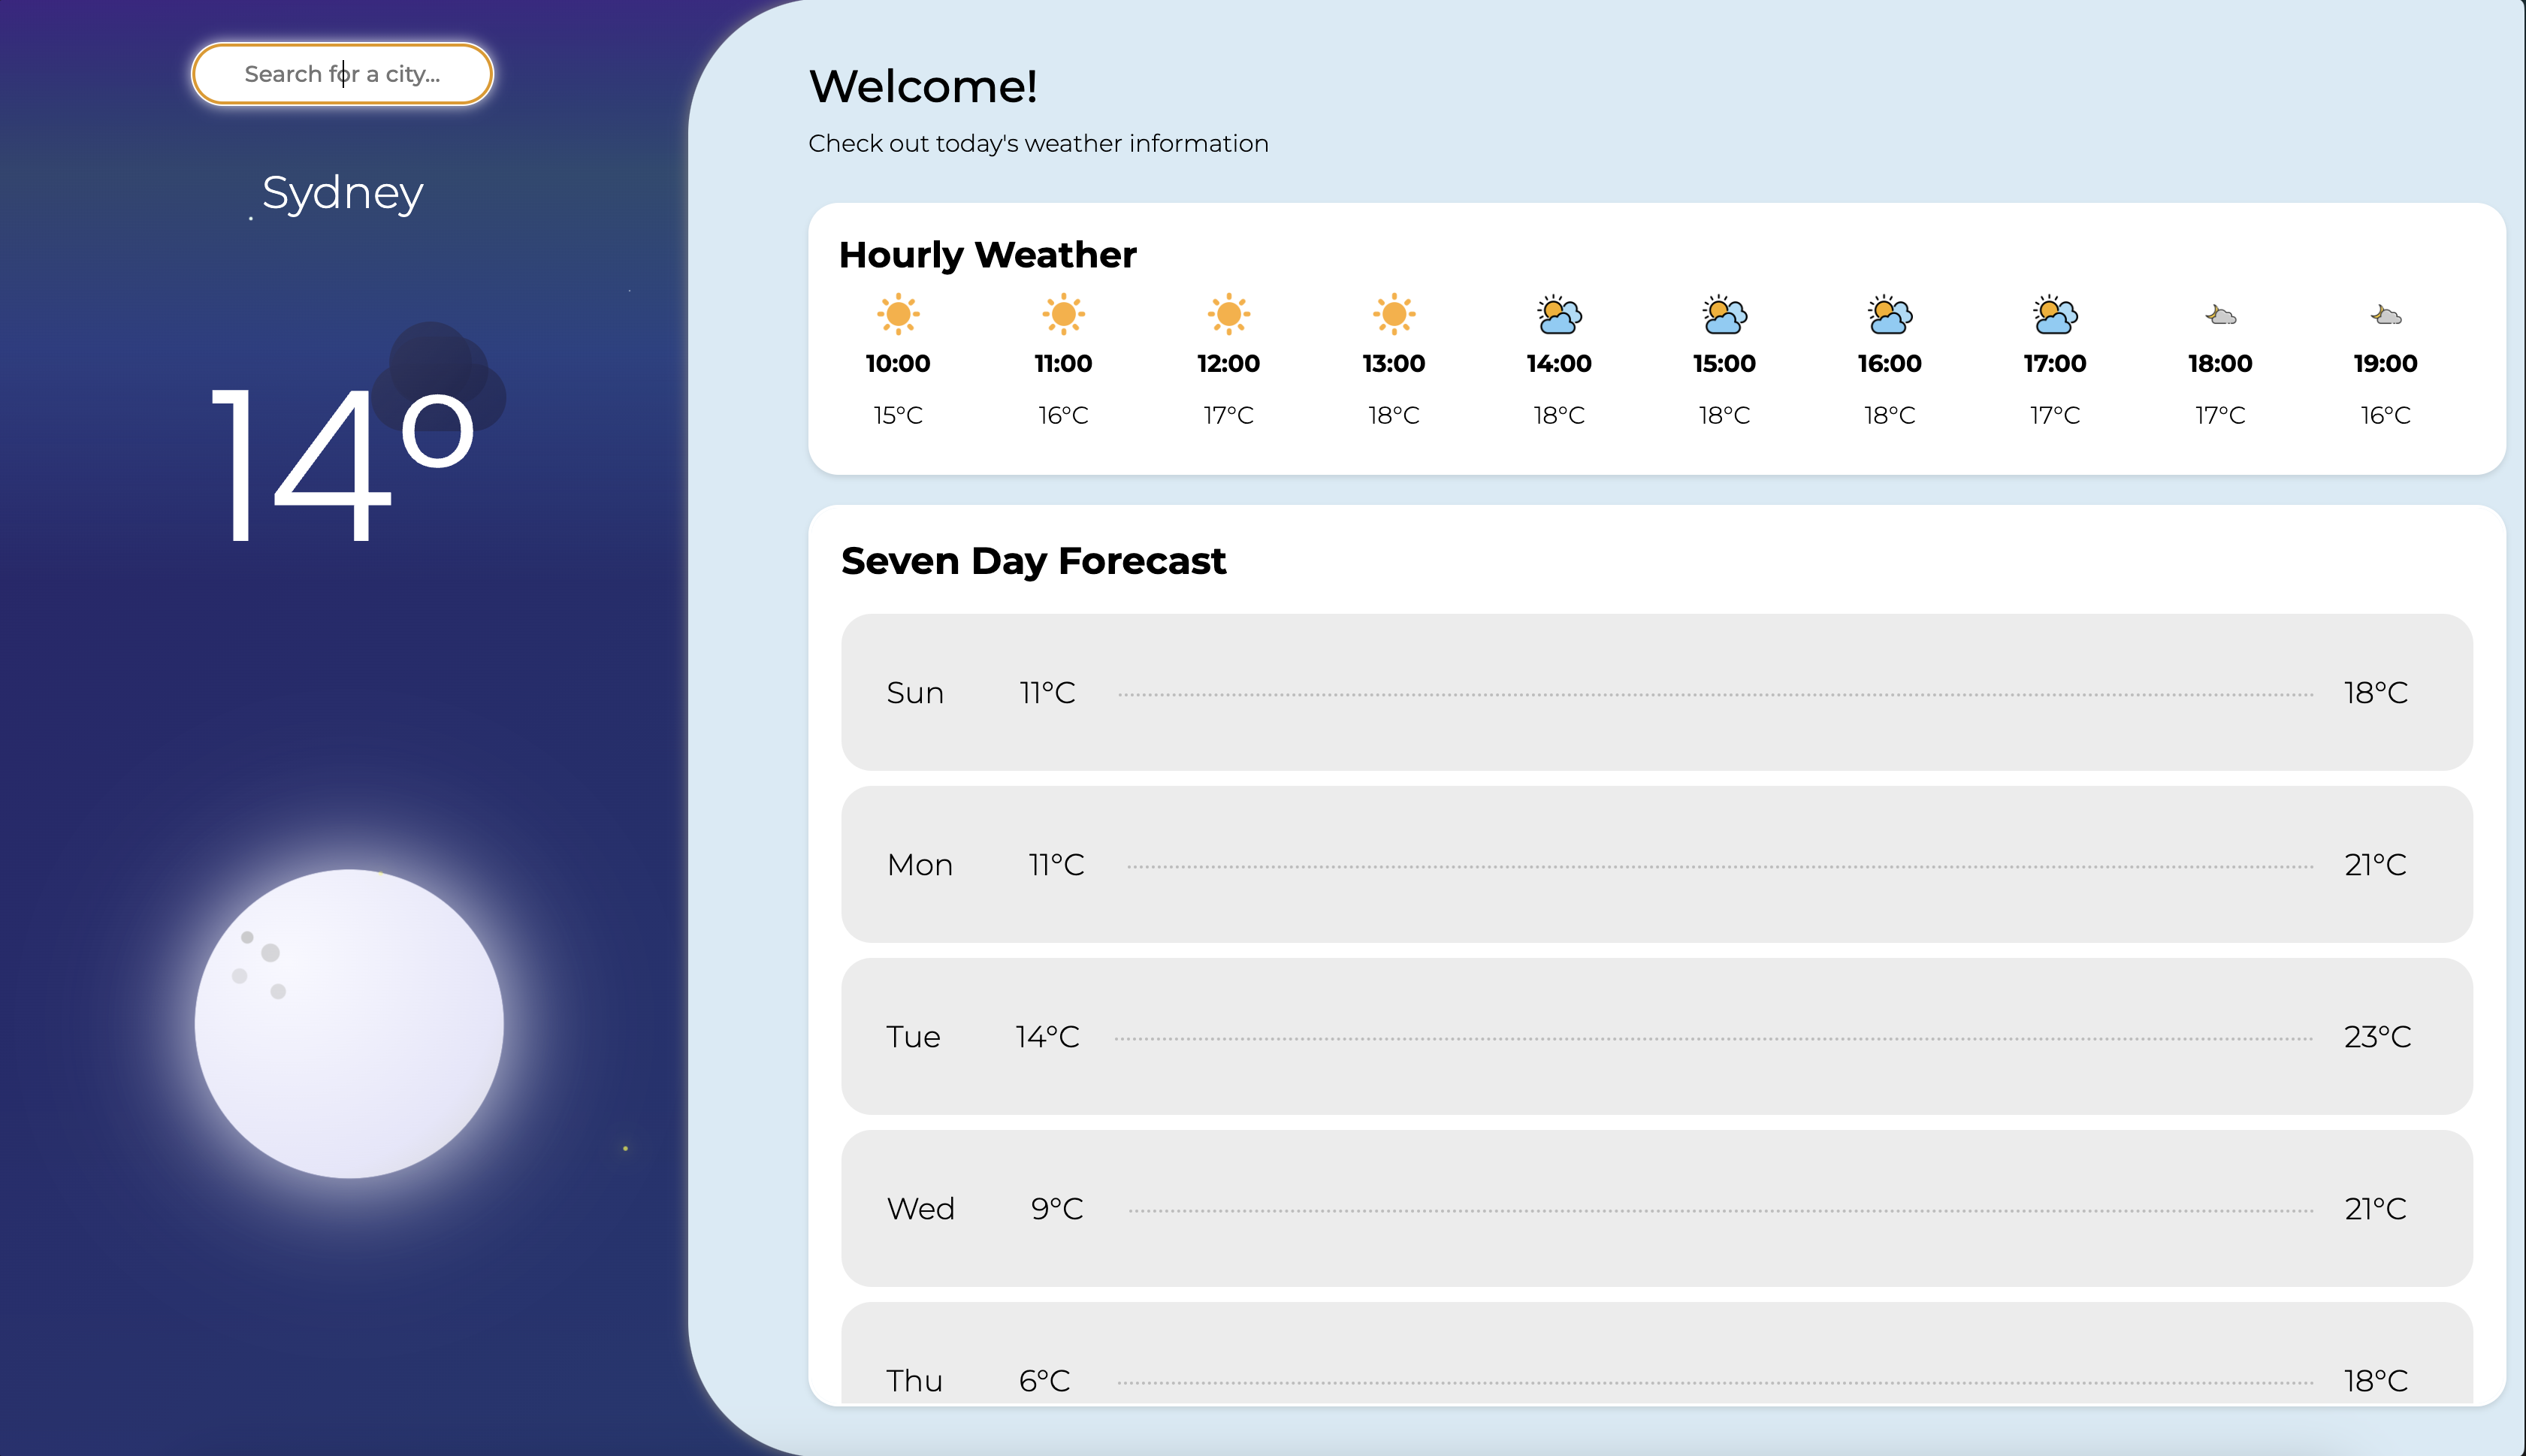 Search for a city...
Sydney
14°
Welcome!
Check out today's weather information
Hourly Weather
10:00 11:00 12:00 13:00 14:00 15:00 16:00 17:00 18:00 19:00
15°C 16°C 17°C 18°C 18°C 18°C 18°C 17°C 17°C 16°C
Seven Day Forecast
Sun 11°C 18°C
Mon 11°C 21°C
Tue 14°C 23°C
Wed 9°C 21°C
Thu 6°C 18°C